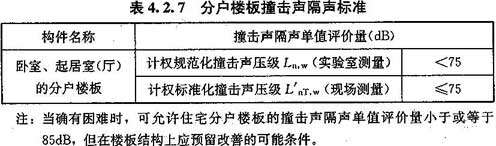 表 4.2.7 分户楼板撞击声隔声标准
构件名称 撞击声隔声单值评价量(dB)
卧室、起居室(厅)的分户楼板
计权规范化撞击声压级 Ln,w(实验室测量) <75
计权标准化撞击声压级 L′nT,w(现场测量) ≤75
注：当确有困难时，可允许住宅分户楼板的撞击声隔声单值评价量小于或等于
85dB，但在楼板结构上应预留改善的可能条件。